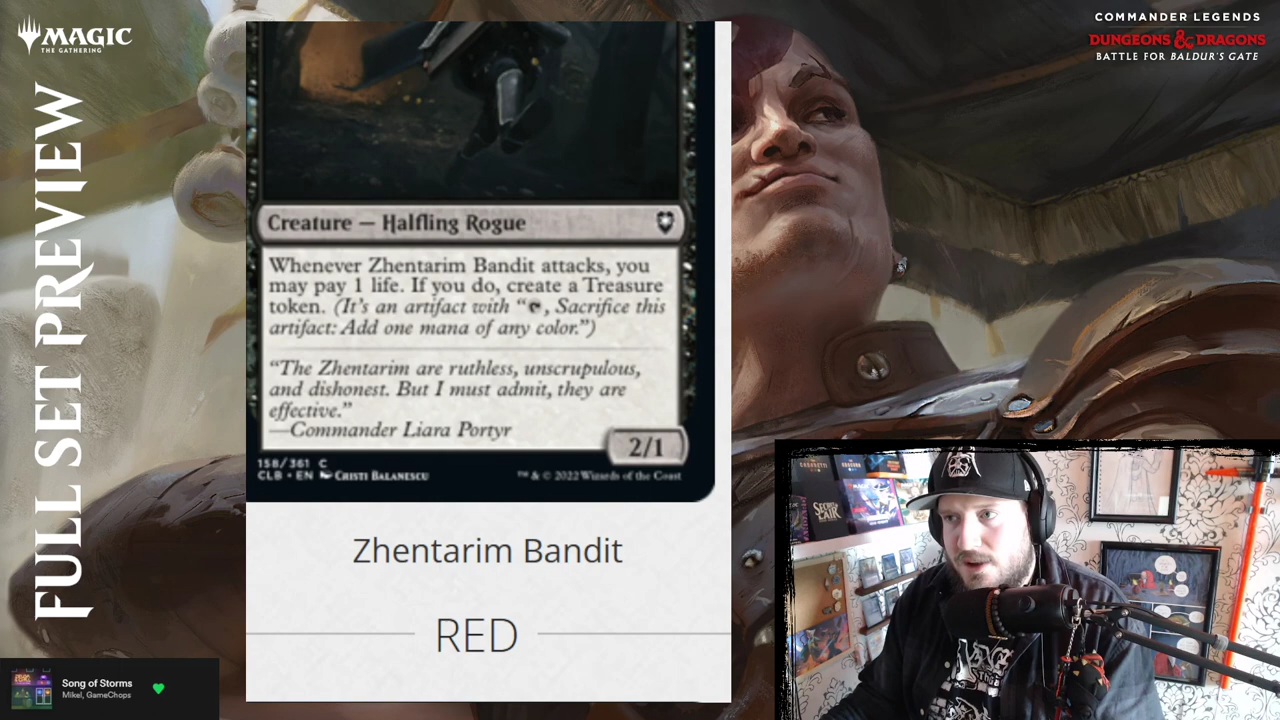 MAGIC
THE GATHERING
FULL SET PREVIEW
COMMANDER LEGENDS
DUNGEONS & DRAGONS
BATTLE FOR BALDUR'S GATE
Creature — Halfling Rogue
Whenever Zhentarim Bandit attacks, you
may pay 1 life. If you do, create a Treasure
token. (It's an artifact with “, Sacrifice this
artifact: Add one mana of any color.”)
“The Zhentarim are ruthless, unscrupulous,
and dishonest. But I must admit, they are
effective.”
—Commander Liara Portyr
2/1
158/361 C
CLB • EN CRISTI BALANESCU
™ & © 2022 Wizards of the Coast
Zhentarim Bandit
RED
Song of Storms
Mikel, GameChops
SECRET
LAIR